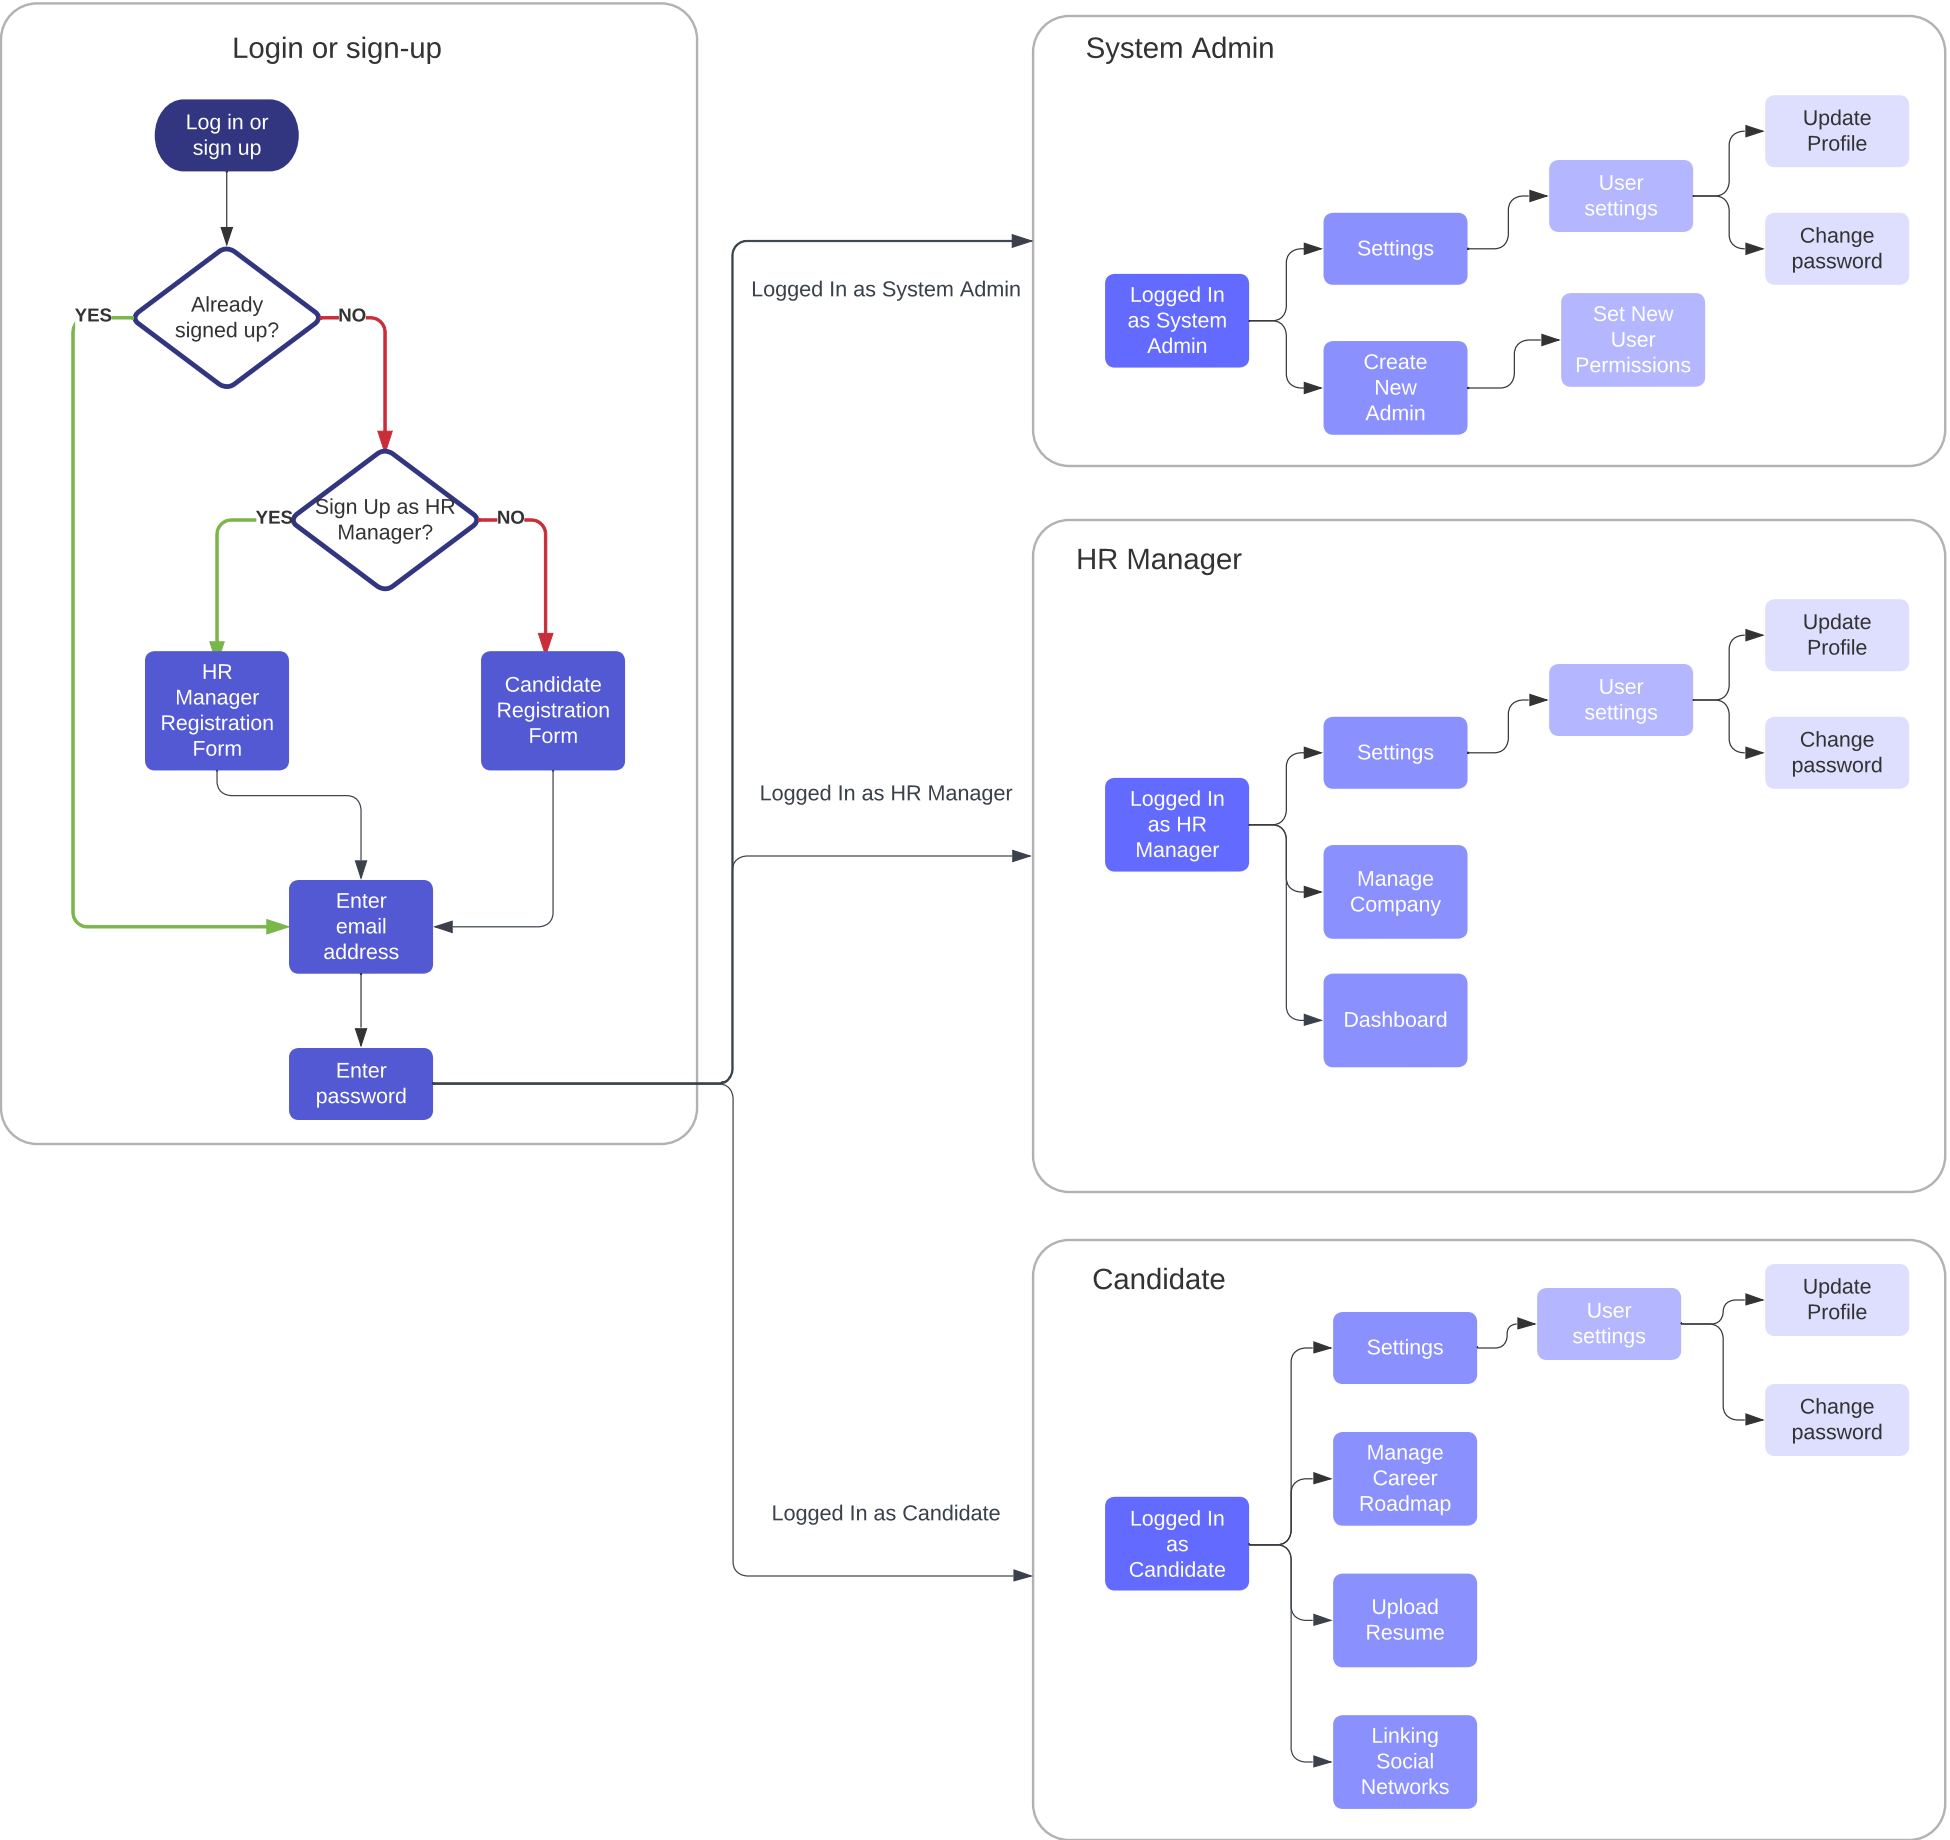 Login or sign-up
Log in or
sign up
Already
signed up?
YES
NO
Sign Up as HR
Manager?
YES
NO
HR
Manager
Registration
Form
Candidate
Registration
Form
Enter
email
address
Enter
password
Logged In as System Admin
Logged In as HR Manager
Logged In as Candidate
System Admin
Logged In
as System
Admin
Settings
Create
New
Admin
User
settings
Set New
User
Permissions
Update
Profile
Change
password
HR Manager
Logged In
as HR
Manager
Settings
Manage
Company
Dashboard
User
settings
Update
Profile
Change
password
Candidate
Logged In
as
Candidate
Settings
Manage
Career
Roadmap
Upload
Resume
Linking
Social
Networks
User
settings
Update
Profile
Change
password